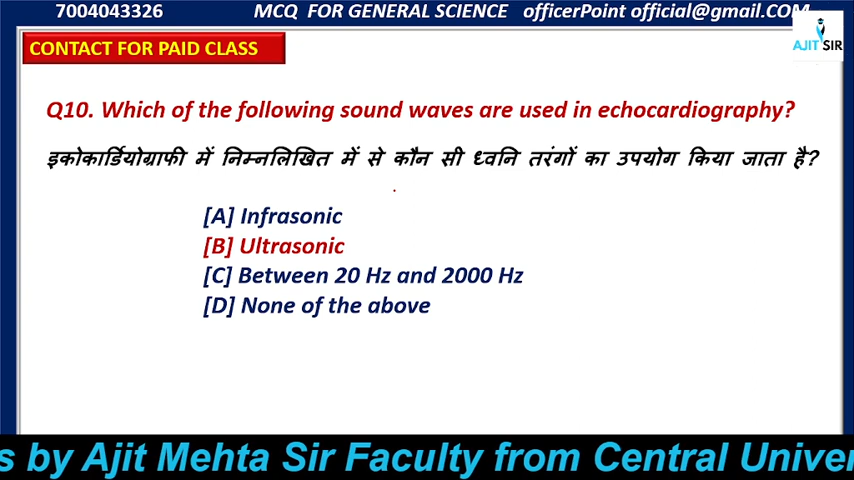 7004043326 MCQ FOR GENERAL SCIENCE officerPoint official@gmail.COM
CONTACT FOR PAID CLASS
AJIT SIR
Q10. Which of the following sound waves are used in echocardiography?
इकोकार्डियोग्राफी में निम्नलिखित में से कौन सी ध्वनि तरंगों का उपयोग किया जाता है?
[A] Infrasonic
[B] Ultrasonic
[C] Between 20 Hz and 2000 Hz
[D] None of the above
s by Ajit Mehta Sir Faculty from Central Univer